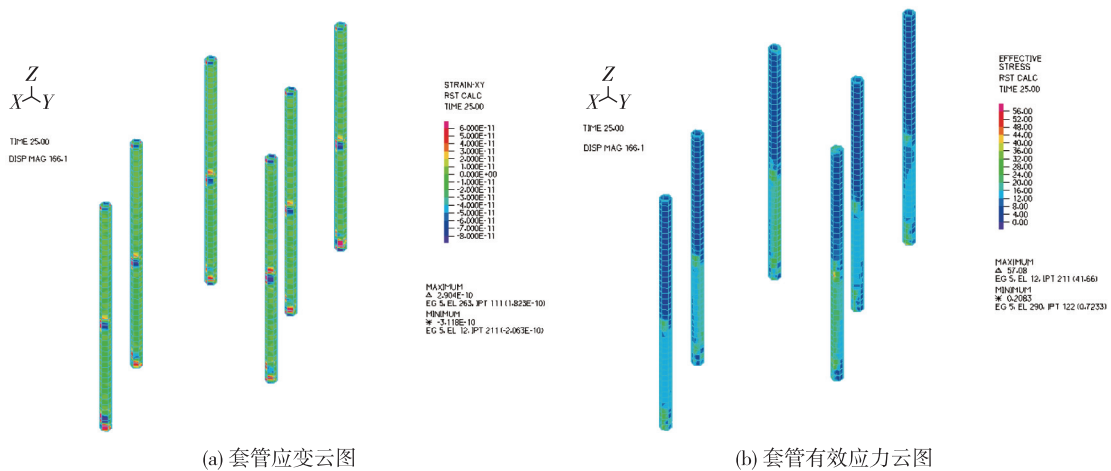 Z
X Y
TIME 25.00
DISP MAG 166.1
STRAIN-XY
RST CALC
TIME 25.00
6.000E-11
5.000E-11
4.000E-11
3.000E-11
2.000E-11
1.000E-11
0.000E+00
-1.000E-11
-2.000E-11
-3.000E-11
-4.000E-11
-5.000E-11
-6.000E-11
-7.000E-11
-8.000E-11
MAXIMUM
Δ 2.904E-10
EG 5, EL 263, IPT 111 (1.823E-10)
MINIMUM
✳ -3.118E-10
EG 5, EL 12, IPT 211 (-2.063E-10)
(a) 套管应变云图
Z
X Y
TIME 25.00
DISP MAG 166.1
EFFECTIVE
STRESS
RST CALC
TIME 25.00
56.00
52.00
48.00
44.00
40.00
36.00
32.00
28.00
24.00
20.00
16.00
12.00
8.00
4.00
0.00
MAXIMUM
Δ 57.08
EG 5, EL 12, IPT 211 (41.66)
MINIMUM
✳ 0.2083
EG 5, EL 290, IPT 122 (0.7233)
(b) 套管有效应力云图